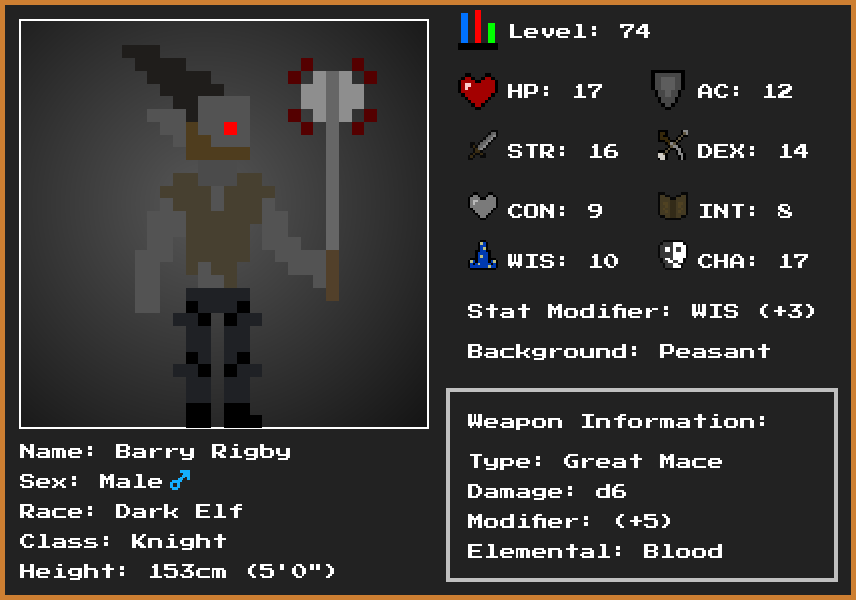 Level: 74
HP: 17 AC: 12
STR: 16 DEX: 14
CON: 9 INT: 8
WIS: 10 CHA: 17
Stat Modifier: WIS (+3)
Background: Peasant
Weapon Information:
Type: Great Mace
Damage: d6
Modifier: (+5)
Elemental: Blood
Name: Barry Rigby
Sex: Male♂
Race: Dark Elf
Class: Knight
Height: 153cm (5'0")